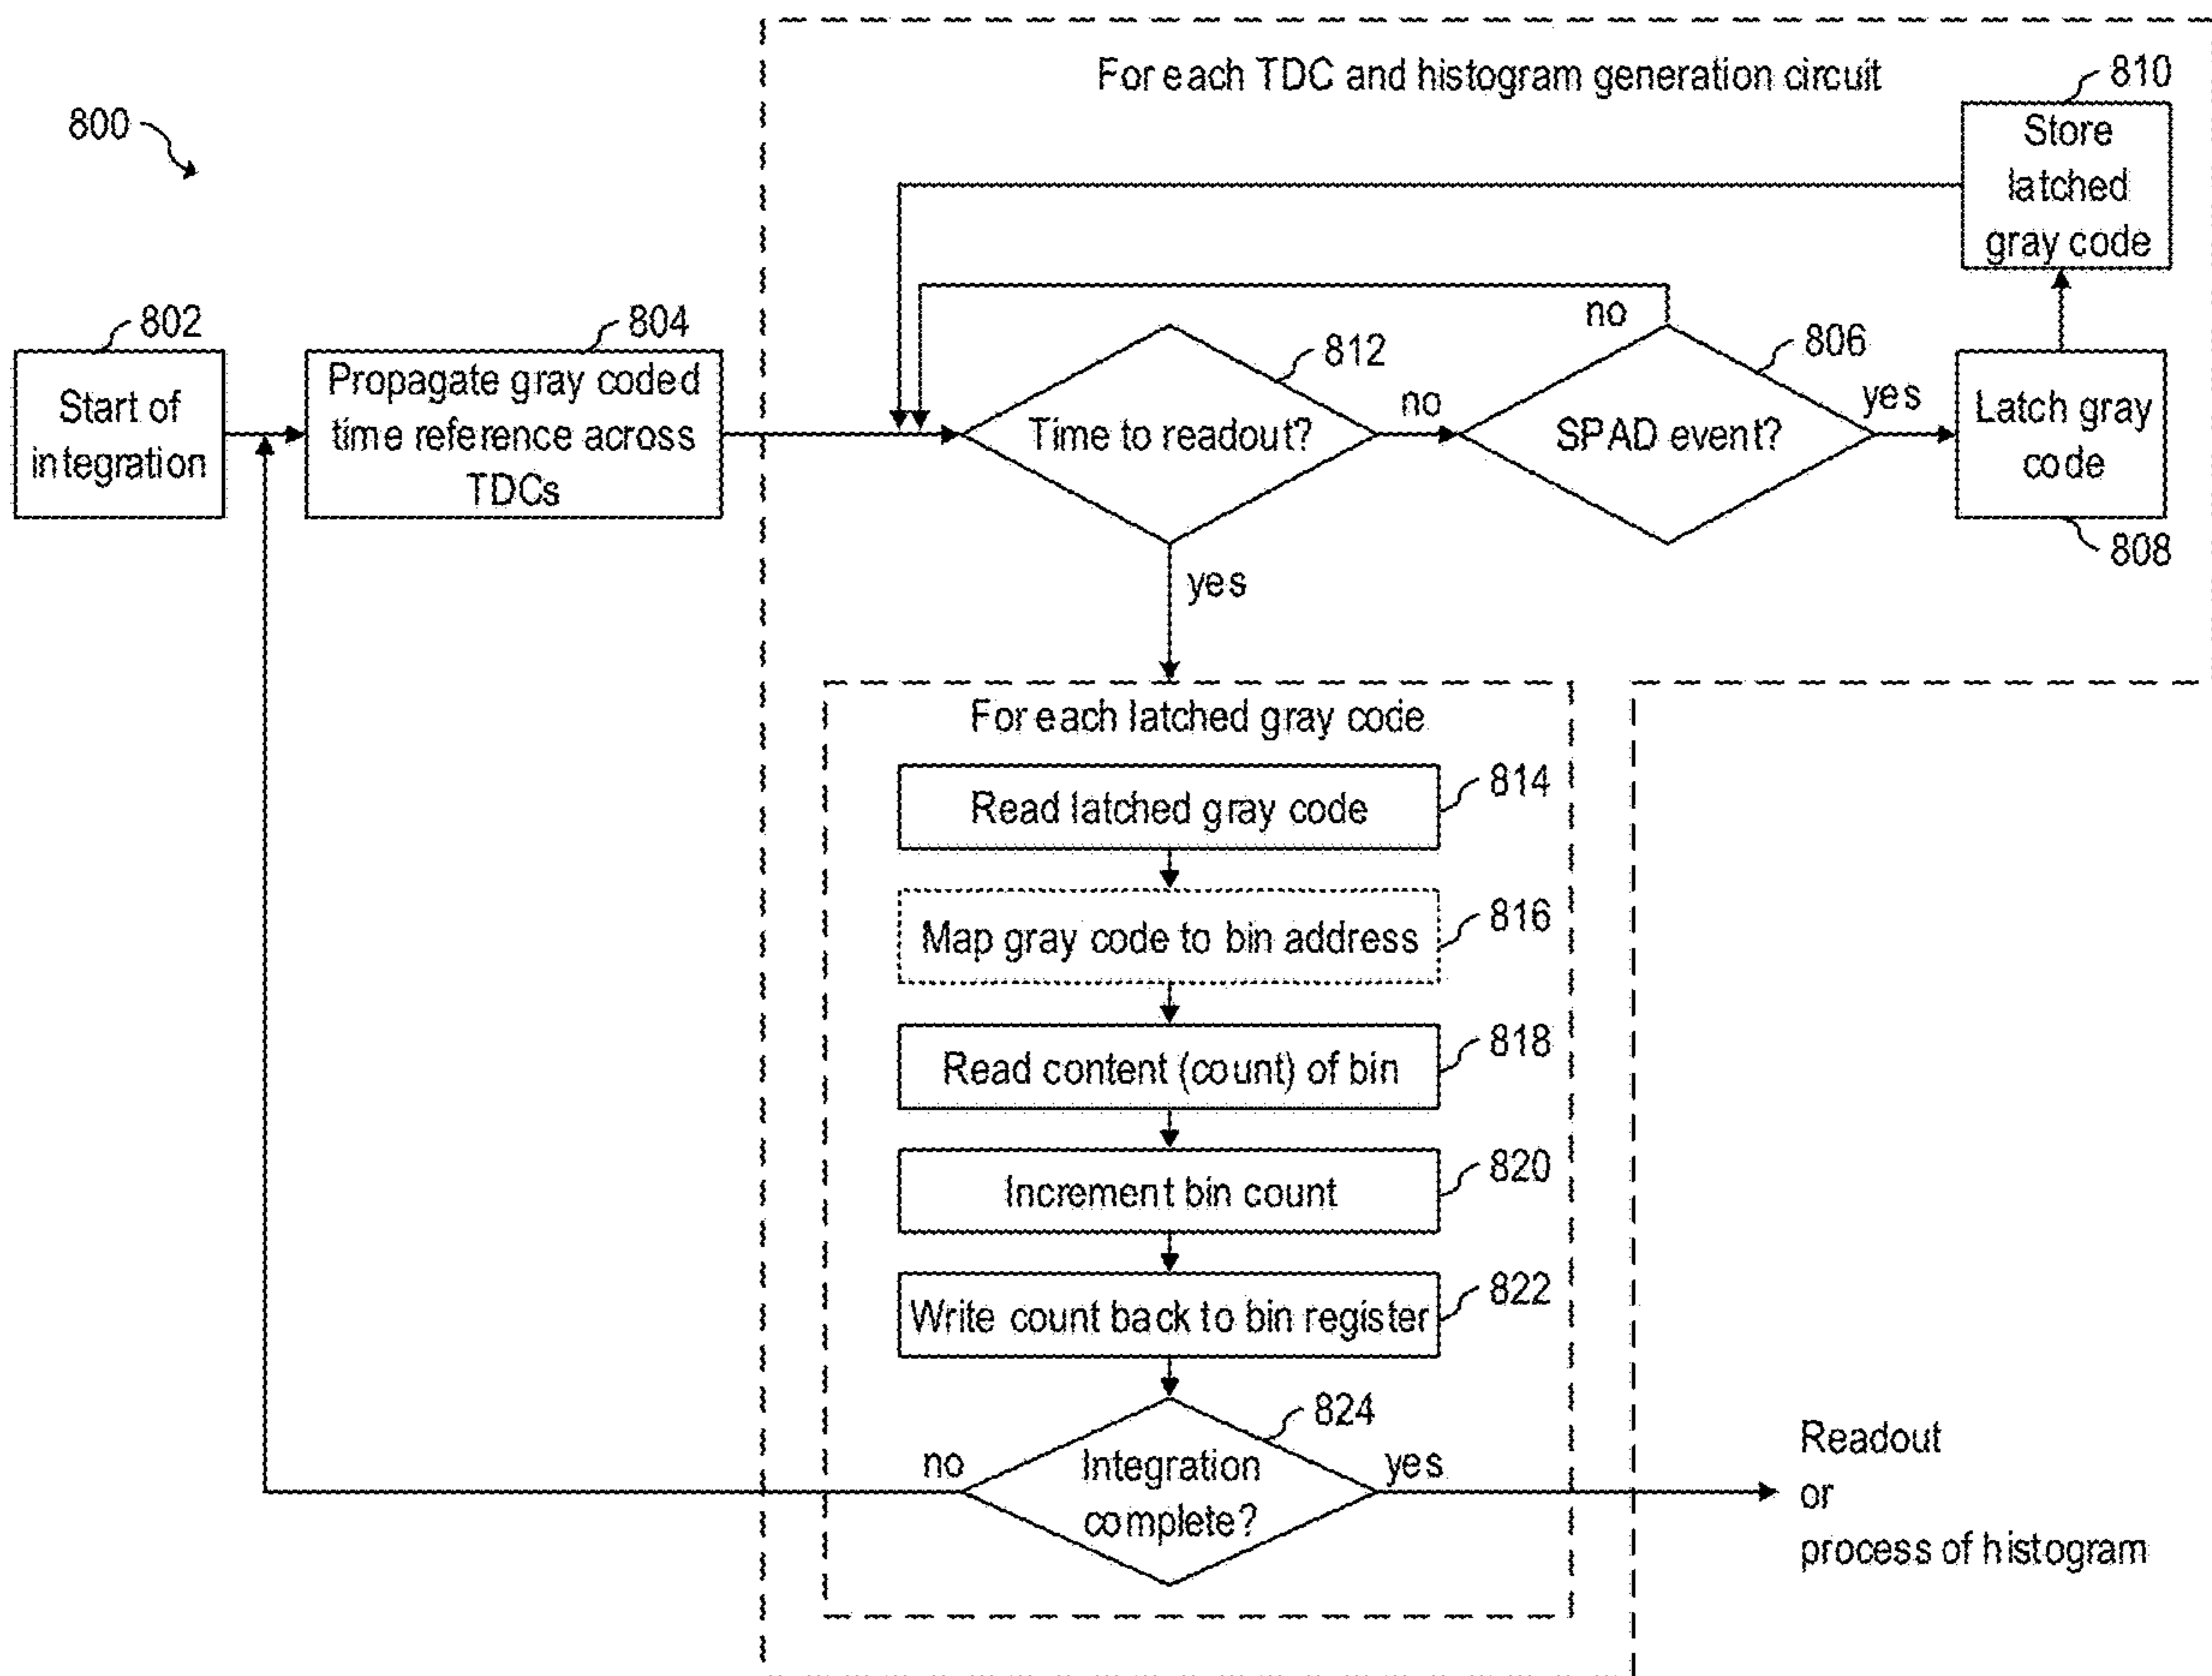 For each TDC and histogram generation circuit
810
Store
latched
gray code
800
802
Start of
integration
804
Propagate gray coded
time reference across
TDCs
812
Time to readout?
no
yes
806
SPAD event?
no
yes
Latch gray
code
808
For each latched gray code
814
Read latched gray code
816
Map gray code to bin address
818
Read content (count) of bin
820
Increment bin count
822
Write count back to bin register
824
Integration
complete?
no
yes
Readout
or
process of histogram